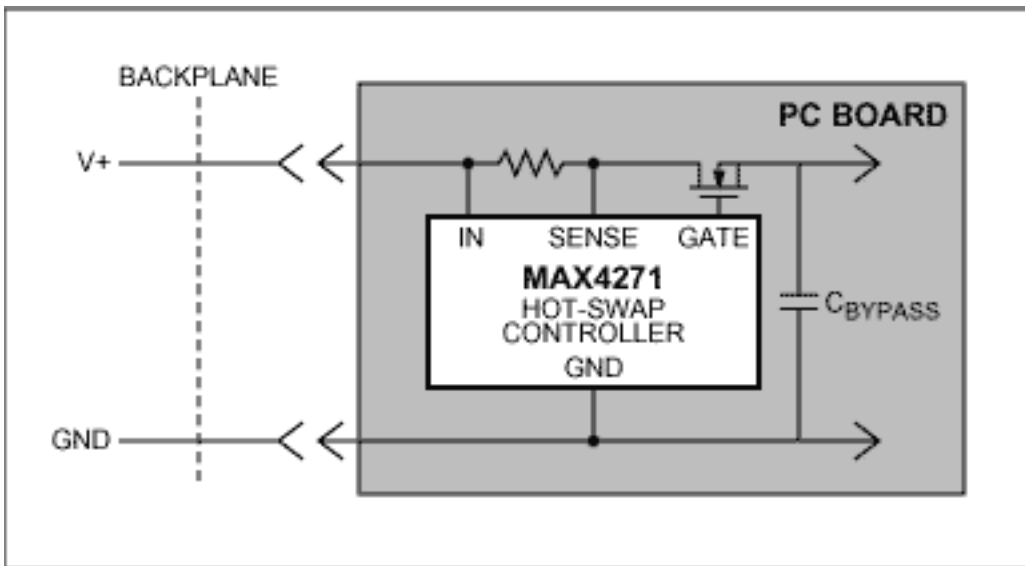 BACKPLANE
PC BOARD
V+
IN SENSE GATE
MAX4271
HOT-SWAP
CONTROLLER
GND
CBYPASS
GND